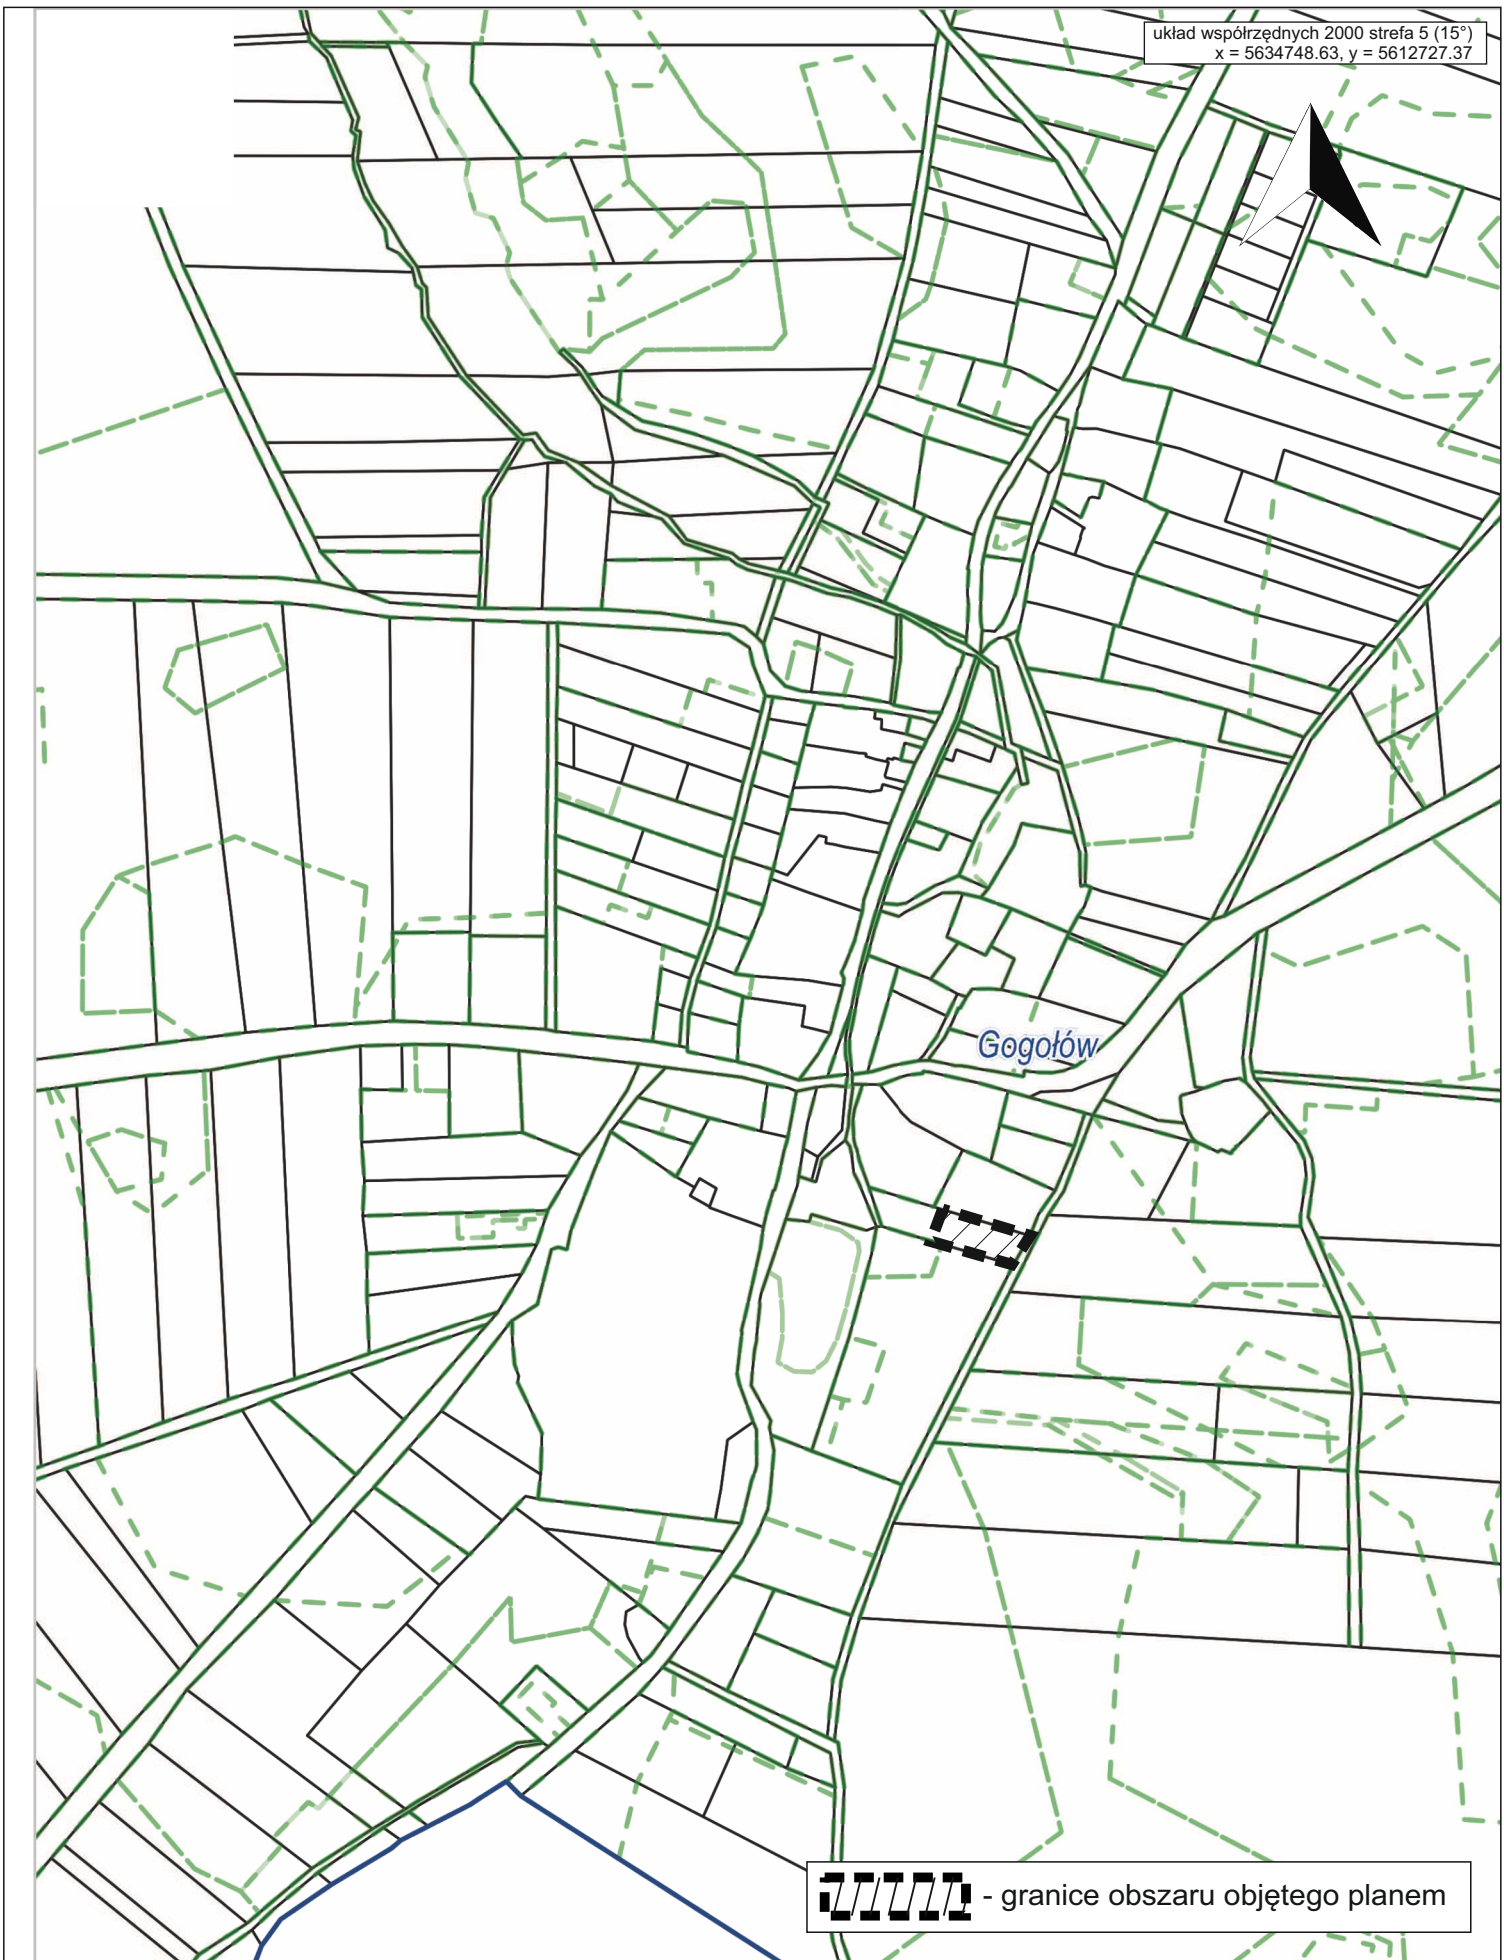 układ współrzędnych 2000 strefa 5 (15°)
x = 5634748.63, y = 5612727.37
Gogołów
- granice obszaru objętego planem